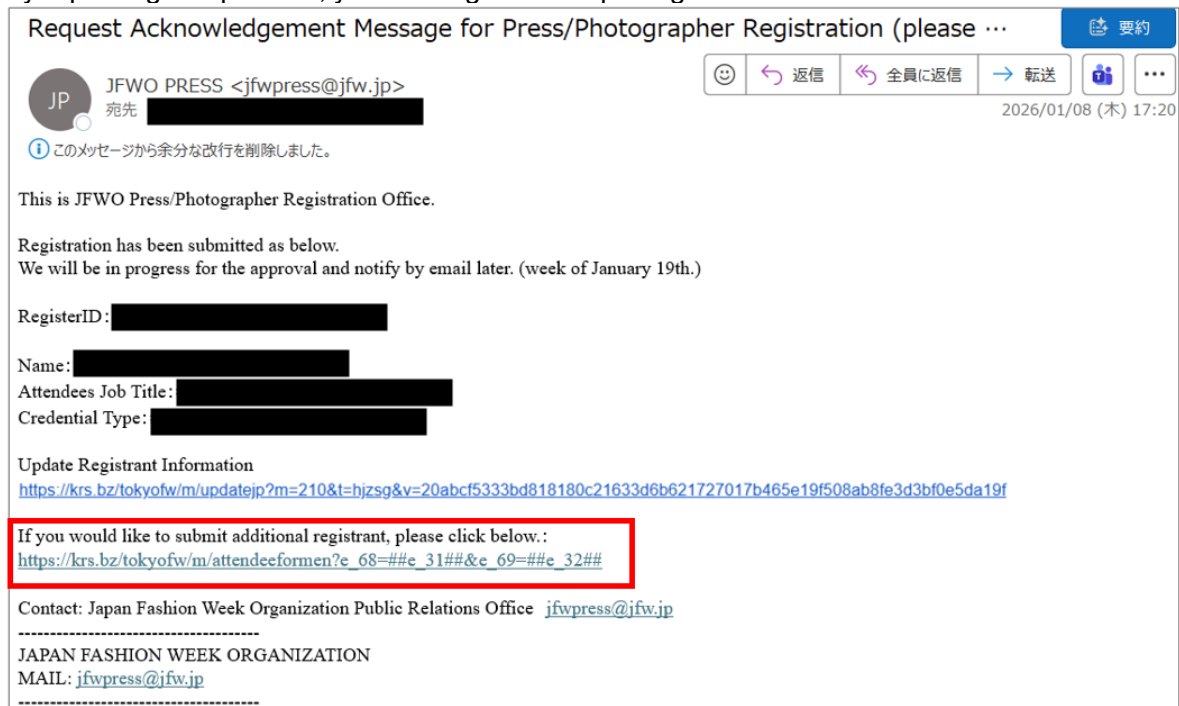 Request Acknowledgement Message for Press/Photographer Registration (please ···
要約
JP
JFWO PRESS <jfwpress@jfw.jp>
宛先
返信
全員に返信
転送
2026/01/08 (木) 17:20
このメッセージから余分な改行を削除しました。
This is JFWO Press/Photographer Registration Office.
Registration has been submitted as below.
We will be in progress for the approval and notify by email later. (week of January 19th.)
RegisterID:
Name:
Attendees Job Title:
Credential Type:
Update Registrant Information
https://krs.bz/tokyofw/m/updatejp?m=210&t=hjzsg&v=20abcf5333bd818180c21633d6b621727017b465e19f508ab8fe3d3bf0e5da19f
If you would like to submit additional registrant, please click below.:
https://krs.bz/tokyofw/m/attendeeformen?e_68=##e_31##&e_69=##e_32##
Contact: Japan Fashion Week Organization Public Relations Office jfwpress@jfw.jp
-------------------------------------
JAPAN FASHION WEEK ORGANIZATION
MAIL: jfwpress@jfw.jp
-------------------------------------